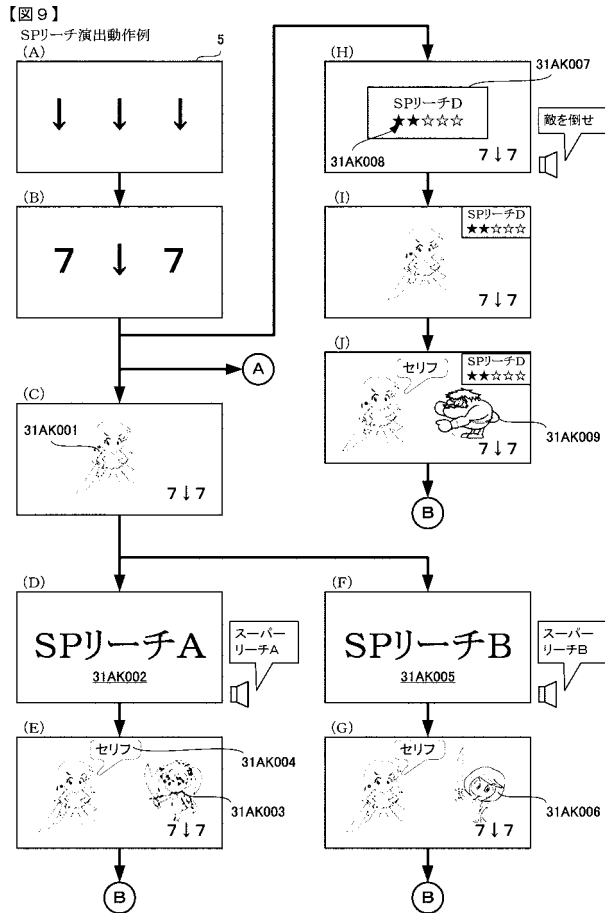 【図9】
SPリーチ演出動作例
(A)
5
↓ ↓ ↓
(B)
7 ↓ 7
A
(C)
31AK001
7↓7
(D)
SPリーチA
31AK002
スーパー
リーチA
(E)
セリフ
31AK004
31AK003
7↓7
B
(F)
SPリーチB
31AK005
スーパー
リーチB
(G)
セリフ
31AK006
7↓7
B
(H)
31AK007
SPリーチD
★★☆☆☆
31AK008
7↓7
敵を倒せ
(I)
SPリーチD
★★☆☆☆
7↓7
(J)
セリフ
SPリーチD
★★☆☆☆
31AK009
7↓7
B